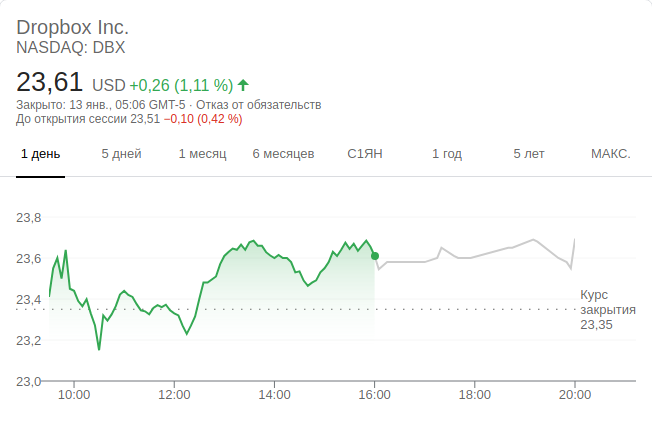 Dropbox Inc.
NASDAQ: DBX
23,61 USD +0,26 (1,11 %)
Закрыто: 13 янв., 05:06 GMT-5 · Отказ от обязательств
До открытия сессии 23,51 −0,10 (0,42 %)
1 день 5 дней 1 месяц 6 месяцев С1ЯН 1 год 5 лет МАКС.
23,8
23,6
23,4
23,2
23,0
Курс
закрытия
23,35
10:00 12:00 14:00 16:00 18:00 20:00